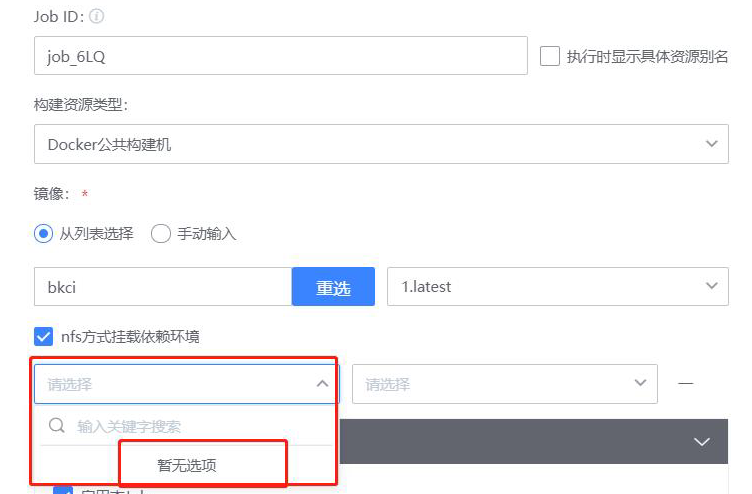 Job ID:
job_6LQ 执行时显示具体资源别名
构建资源类型:
Docker公共构建机
镜像: *
从列表选择 手动输入
bkci 重选 1.latest
nfs方式挂载依赖环境
请选择 请选择
输入关键字搜索
暂无选项